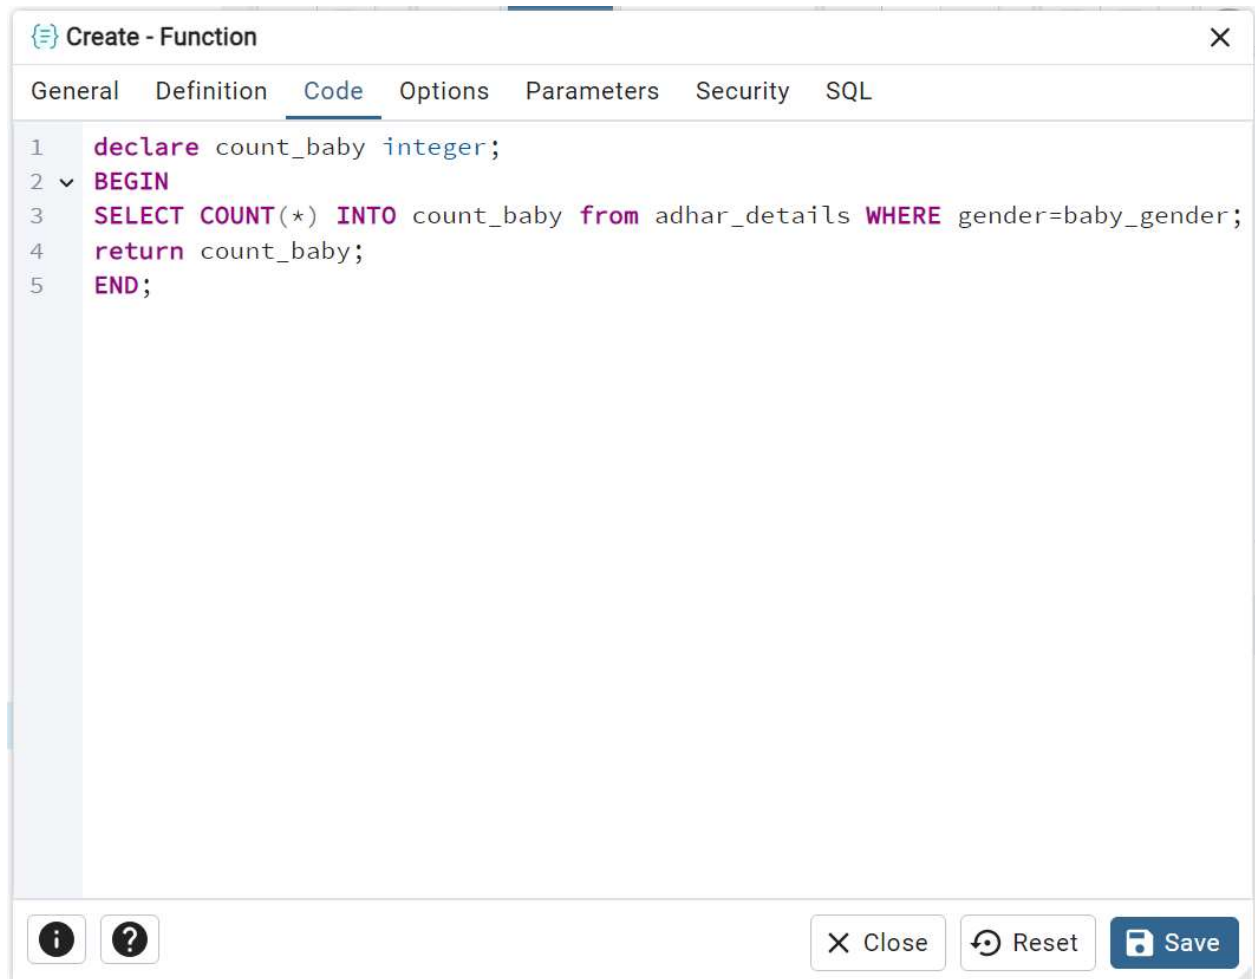 Create - Function
General Definition Code Options Parameters Security SQL
1 declare count_baby integer;
2 BEGIN
3 SELECT COUNT(*) INTO count_baby from adhar_details WHERE gender=baby_gender;
4 return count_baby;
5 END;
Close Reset Save